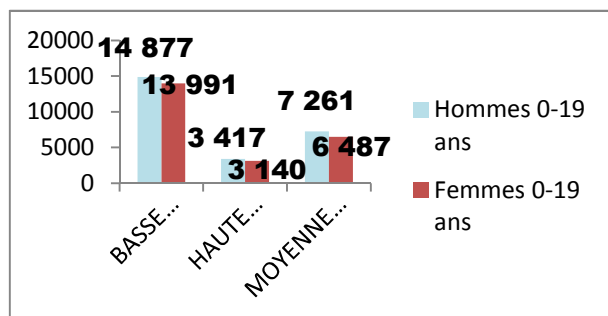 20000
15000
10000
5000
0
14 877
13 991
3 417
3 140
7 261
6 487
BASSE...
HAUTE...
MOYENNE...
Hommes 0-19
ans
Femmes 0-19
ans